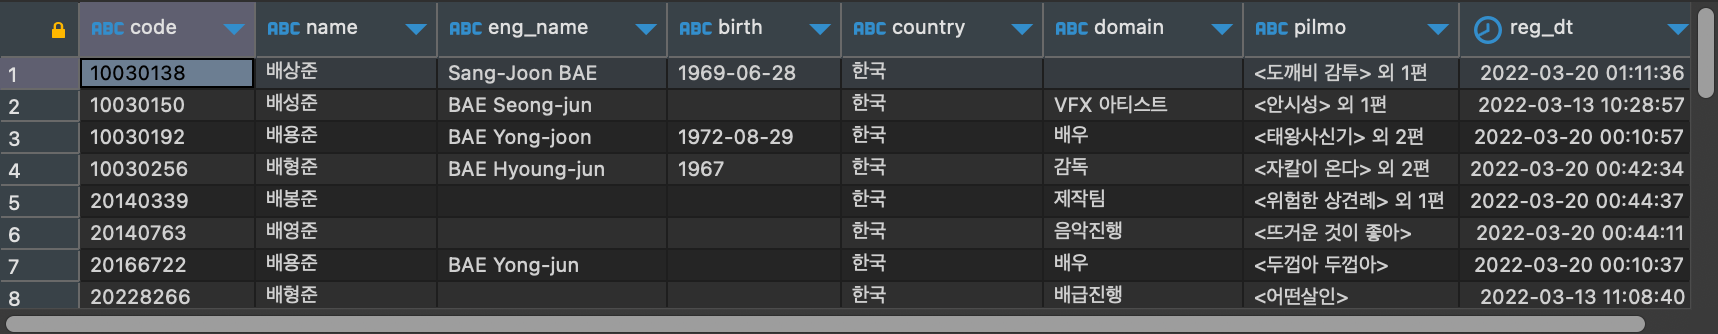 ABC code ABC name ABC eng_name ABC birth ABC country ABC domain ABC pilmo reg_dt
1 10030138 배상준 Sang-Joon BAE 1969-06-28 한국 <도깨비 감투> 외 1편 2022-03-20 01:11:36
2 10030150 배성준 BAE Seong-jun 한국 VFX 아티스트 <안시성> 외 1편 2022-03-13 10:28:57
3 10030192 배용준 BAE Yong-joon 1972-08-29 한국 배우 <태왕사신기> 외 2편 2022-03-20 00:10:57
4 10030256 배형준 BAE Hyoung-jun 1967 한국 감독 <자칼이 온다> 외 2편 2022-03-20 00:42:34
5 20140339 배봉준 한국 제작팀 <위험한 상견례> 외 1편 2022-03-20 00:44:37
6 20140763 배영준 한국 음악진행 <뜨거운 것이 좋아> 2022-03-20 00:44:11
7 20166722 배용준 BAE Yong-jun 한국 배우 <두껍아 두껍아> 2022-03-20 00:10:37
8 20228266 배형준 한국 배급진행 <어떤살인> 2022-03-13 11:08:40